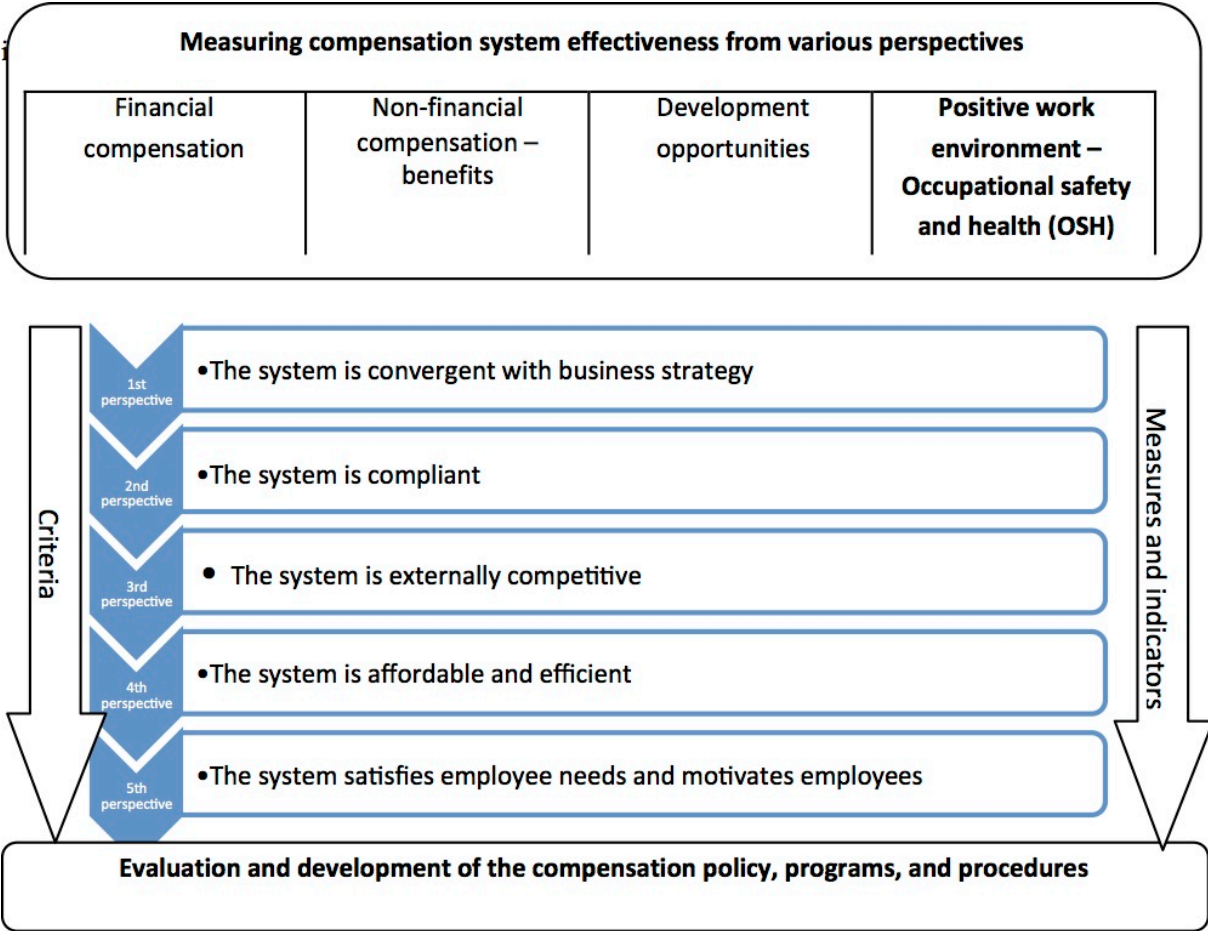 Measuring compensation system effectiveness from various perspectives
Financial
compensation
Non-financial
compensation –
benefits
Development
opportunities
Positive work
environment –
Occupational safety
and health (OSH)
Criteria
1st
perspective
•The system is convergent with business strategy
2nd
perspective
•The system is compliant
3rd
perspective
• The system is externally competitive
4th
perspective
•The system is affordable and efficient
5th
perspective
•The system satisfies employee needs and motivates employees
Measures and indicators
Evaluation and development of the compensation policy, programs, and procedures